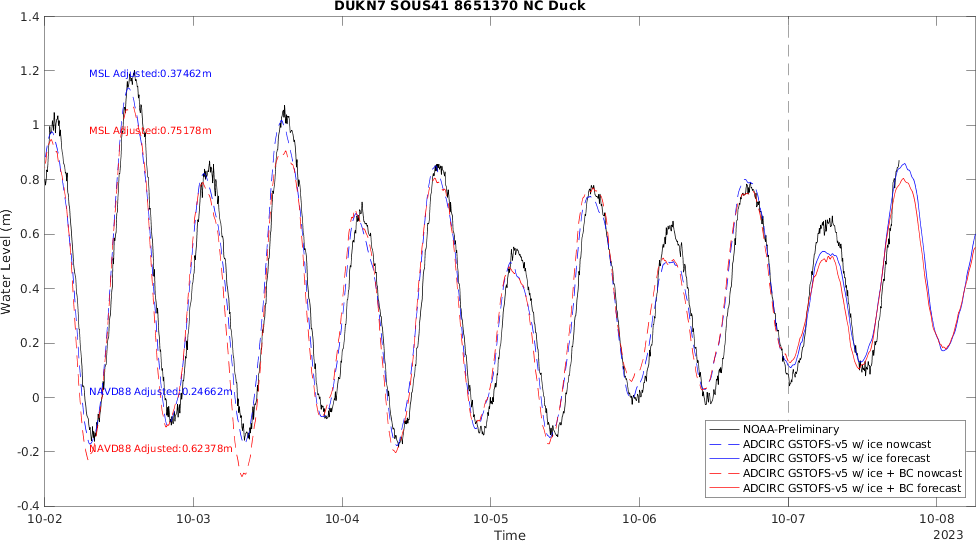 DUKN7 SOUS41 8651370 NC Duck
1.4
1.2
1
0.8
0.6
0.4
0.2
0
-0.2
-0.4
Water Level (m)
MSL Adjusted:0.37462m
MSL Adjusted:0.75178m
NAVD88 Adjusted:0.24662m
NAVD88 Adjusted:0.62378m
NOAA-Preliminary
ADCIRC GSTOFS-v5 w/ ice nowcast
ADCIRC GSTOFS-v5 w/ ice forecast
ADCIRC GSTOFS-v5 w/ ice + BC nowcast
ADCIRC GSTOFS-v5 w/ ice + BC forecast
10-02 10-03 10-04 10-05 10-06 10-07 10-08
Time
2023